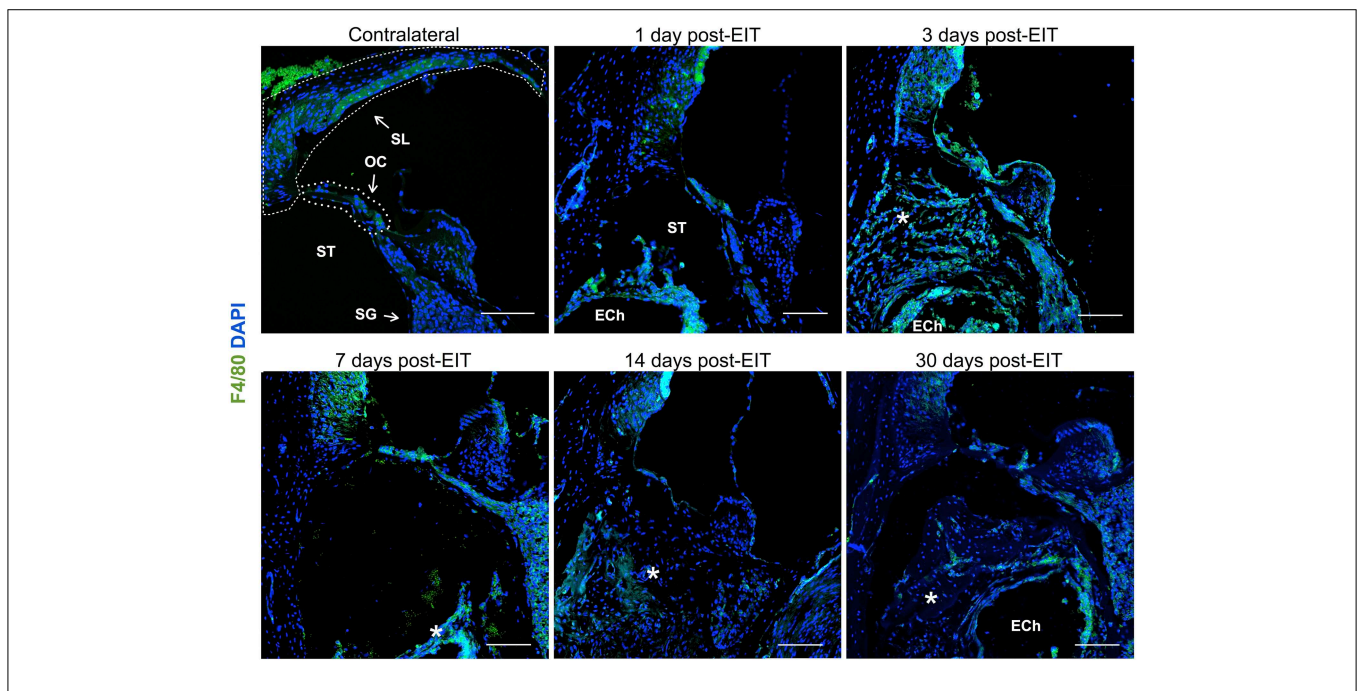 Contralateral
1 day post-EIT
3 days post-EIT
SL
OC
ST
SG
ST
ECh
*
ECh
F4/80 DAPI
7 days post-EIT
14 days post-EIT
30 days post-EIT
*
*
*
ECh